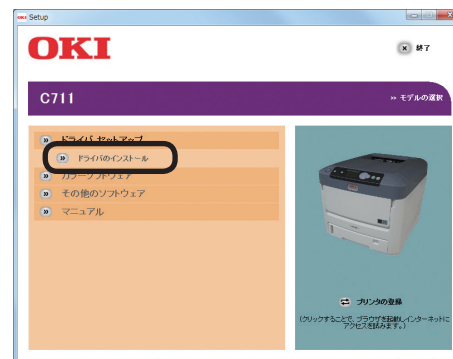 OKI Setup
OKI
終了
C711
モデルの選択
ドライバ セットアップ
ドライバのインストール
カラーソフトウェア
その他のソフトウェア
マニュアル
プリンタの登録
(クリックすることで、ブラウザを起動しインターネットに
アクセスを試みます。)